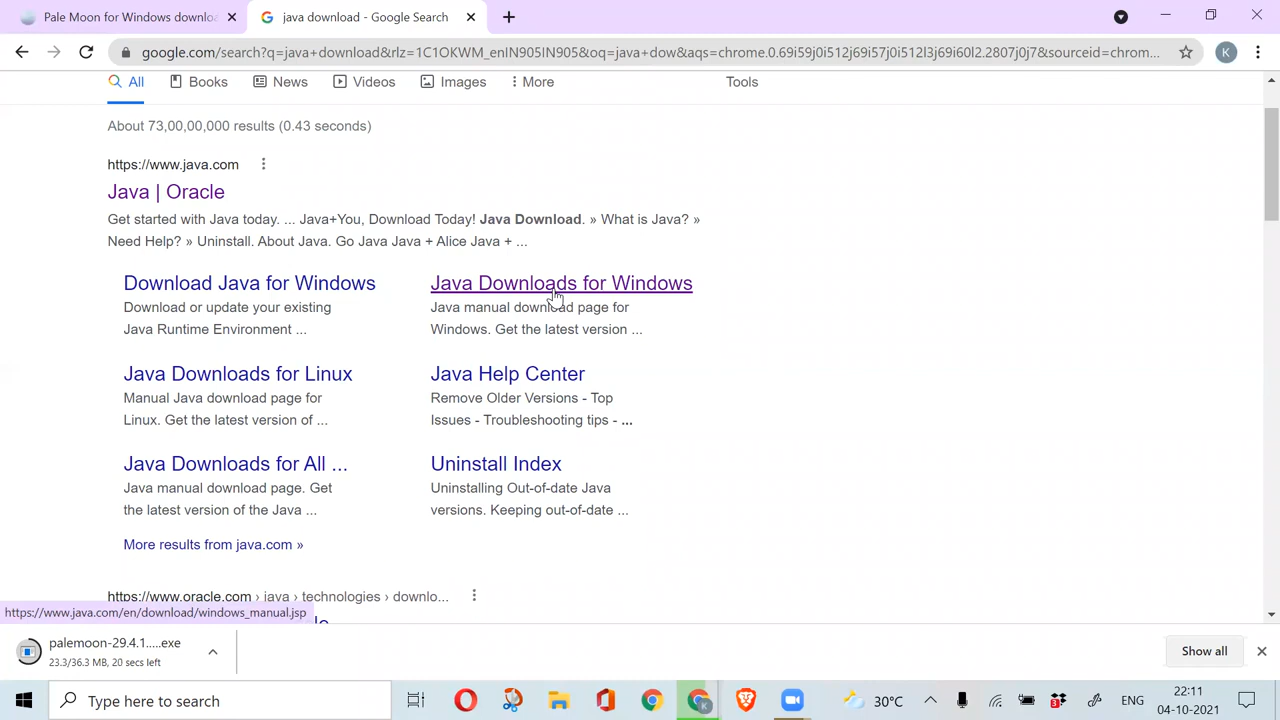 Pale Moon for Windows downloa
java download - Google Search
google.com/search?q=java+download&rlz=1C1OKWM_enIN905IN905&oq=java+dow&aqs=chrome.0.69i59j0i512j69i57j0i512l3j69i60l2.2807j0j7&sourceid=chrom...
K
All
Books
News
Videos
Images
More
Tools
About 73,00,00,000 results (0.43 seconds)
https://www.java.com
Java | Oracle
Get started with Java today. ... Java+You, Download Today! Java Download. » What is Java? »
Need Help? » Uninstall. About Java. Go Java Java + Alice Java + ...
Download Java for Windows
Download or update your existing
Java Runtime Environment ...
Java Downloads for Windows
Java manual download page for
Windows. Get the latest version ...
Java Downloads for Linux
Manual Java download page for
Linux. Get the latest version of ...
Java Help Center
Remove Older Versions - Top
Issues - Troubleshooting tips - ...
Java Downloads for All ...
Java manual download page. Get
the latest version of the Java ...
Uninstall Index
Uninstalling Out-of-date Java
versions. Keeping out-of-date ...
More results from java.com »
https://www.oracle.com › java › technologies › downlo...
https://www.java.com/en/download/windows_manual.jsp
palemoon-29.4.1.....exe
23.3/36.3 MB, 20 secs left
Show all
Type here to search
30°C
ENG
22:11
04-10-2021